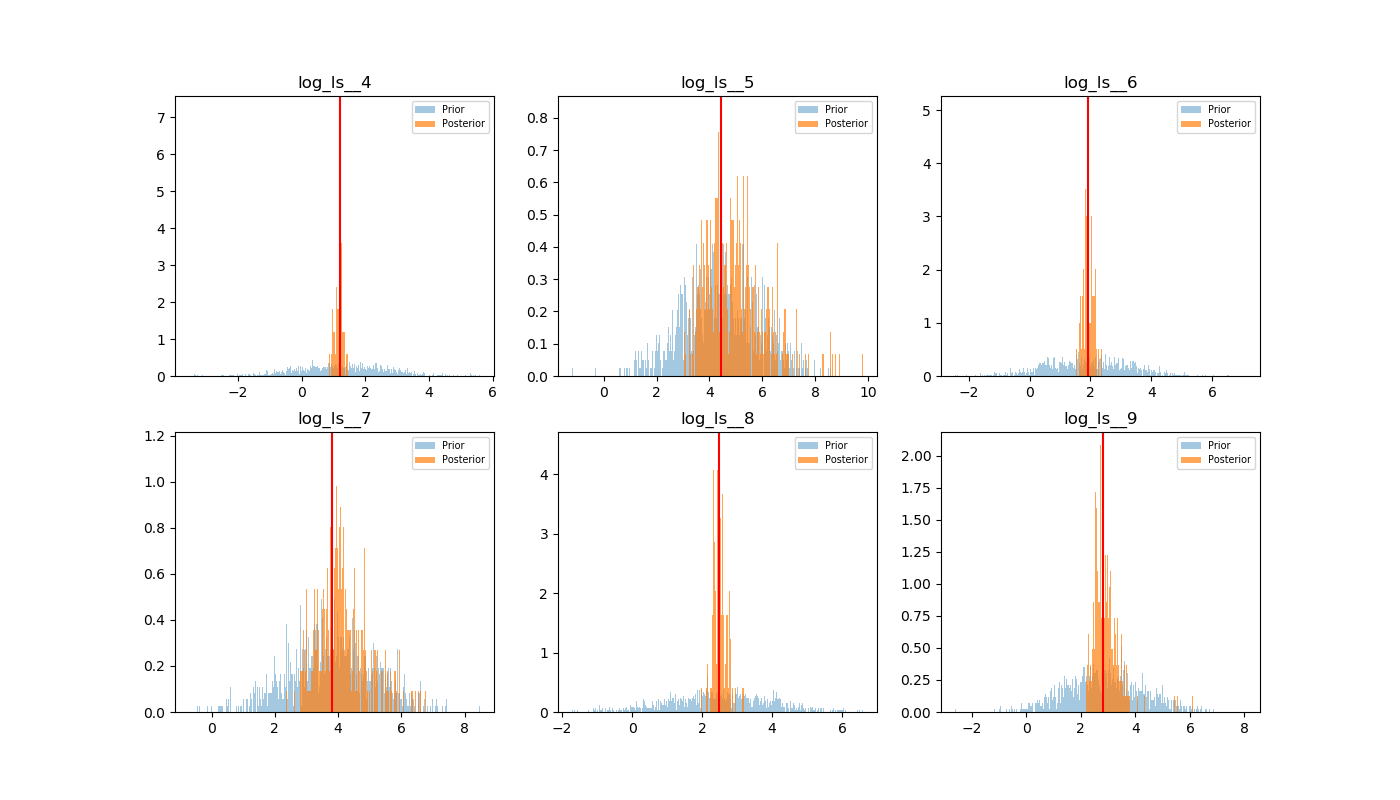 log_ls__4
Prior
Posterior
7
6
5
4
3
2
1
0
−2 0 2 4 6
log_ls__5
Prior
Posterior
0.8
0.7
0.6
0.5
0.4
0.3
0.2
0.1
0.0
0 2 4 6 8 10
log_ls__6
Prior
Posterior
5
4
3
2
1
0
−2 0 2 4 6
log_ls__7
Prior
Posterior
1.2
1.0
0.8
0.6
0.4
0.2
0.0
0 2 4 6 8
log_ls__8
Prior
Posterior
4
3
2
1
0
−2 0 2 4 6
log_ls__9
Prior
Posterior
2.00
1.75
1.50
1.25
1.00
0.75
0.50
0.25
0.00
−2 0 2 4 6 8